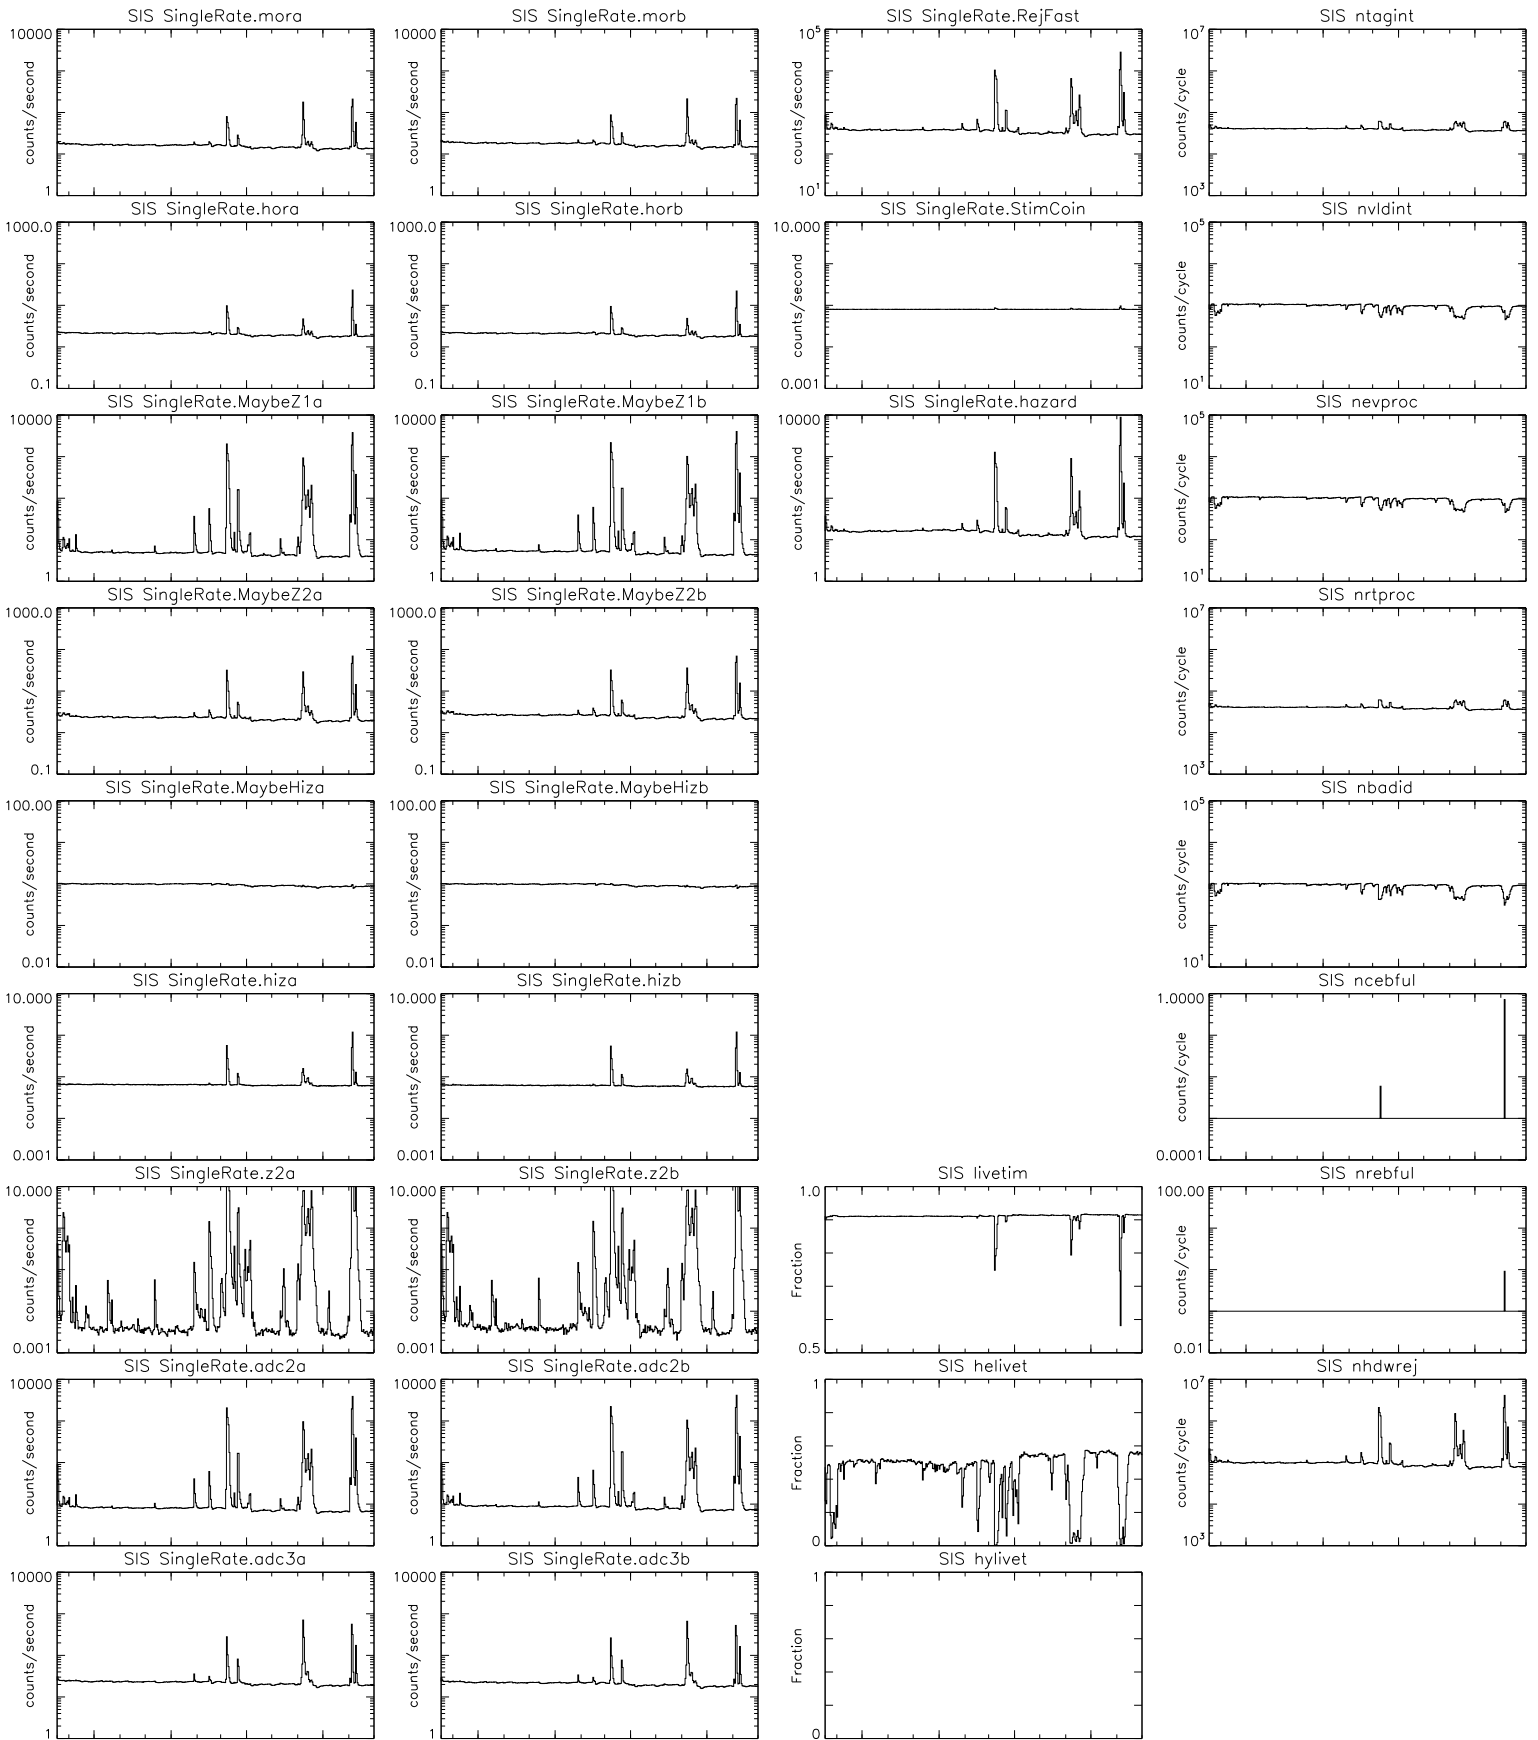 SIS SingleRate.mora
10000
counts/second
1
SIS SingleRate.morb
10000
counts/second
1
SIS SingleRate.RejFast
10^5
counts/second
10^1
SIS ntagint
10^7
counts/cycle
10^3
SIS SingleRate.hora
1000.0
counts/second
0.1
SIS SingleRate.horb
1000.0
counts/second
0.1
SIS SingleRate.StimCoin
10.000
counts/second
0.001
SIS nvldint
10^5
counts/cycle
10^1
SIS SingleRate.MaybeZ1a
10000
counts/second
1
SIS SingleRate.MaybeZ1b
10000
counts/second
1
SIS SingleRate.hazard
10000
counts/second
1
SIS nevproc
10^5
counts/cycle
10^1
SIS SingleRate.MaybeZ2a
1000.0
counts/second
0.1
SIS SingleRate.MaybeZ2b
1000.0
counts/second
0.1
SIS nrtproc
10^7
counts/cycle
10^3
SIS SingleRate.MaybeHiza
100.00
counts/second
0.01
SIS SingleRate.MaybeHizb
100.00
counts/second
0.01
SIS nbadid
10^5
counts/cycle
10^1
SIS SingleRate.hiza
10.000
counts/second
0.001
SIS SingleRate.hizb
10.000
counts/second
0.001
SIS ncebful
1.0000
counts/cycle
0.0001
SIS SingleRate.z2a
10.000
counts/second
0.001
SIS SingleRate.z2b
10.000
counts/second
0.001
SIS livetim
1.0
Fraction
0.5
SIS nrebful
100.00
counts/cycle
0.01
SIS SingleRate.adc2a
10000
counts/second
1
SIS SingleRate.adc2b
10000
counts/second
1
SIS helivet
1
Fraction
0
SIS nhdwrej
10^7
counts/cycle
10^3
SIS SingleRate.adc3a
10000
counts/second
1
SIS SingleRate.adc3b
10000
counts/second
1
SIS hylivet
1
Fraction
0